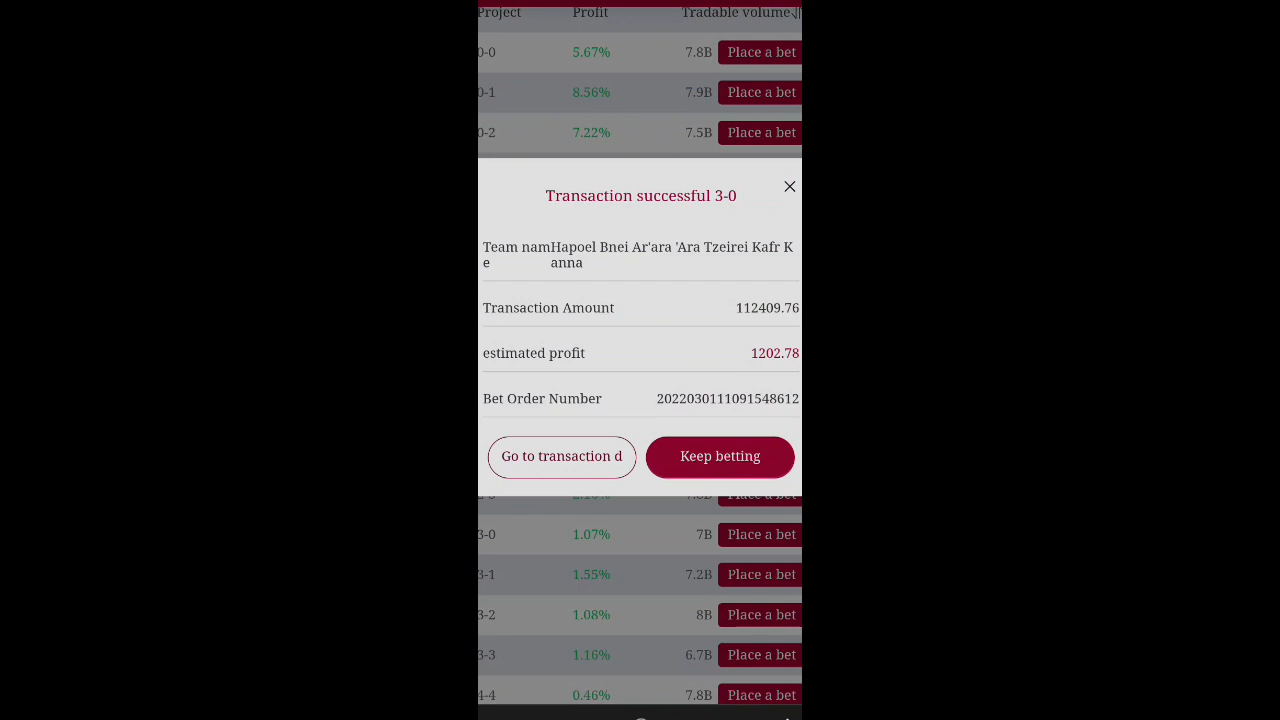 Project Profit Tradable volume
0-0 5.67% 7.8B Place a bet
0-1 8.56% 7.9B Place a bet
0-2 7.22% 7.5B Place a bet
Transaction successful 3-0
Team nam Hapoel Bnei Ar'ara 'Ara Tzeirei Kafr K
e anna
Transaction Amount 112409.76
estimated profit 1202.78
Bet Order Number 2022030111091548612
Go to transaction d Keep betting
Place a bet
3-0 1.07% 7B Place a bet
3-1 1.55% 7.2B Place a bet
3-2 1.08% 8B Place a bet
3-3 1.16% 6.7B Place a bet
4-4 0.46% 7.8B Place a bet